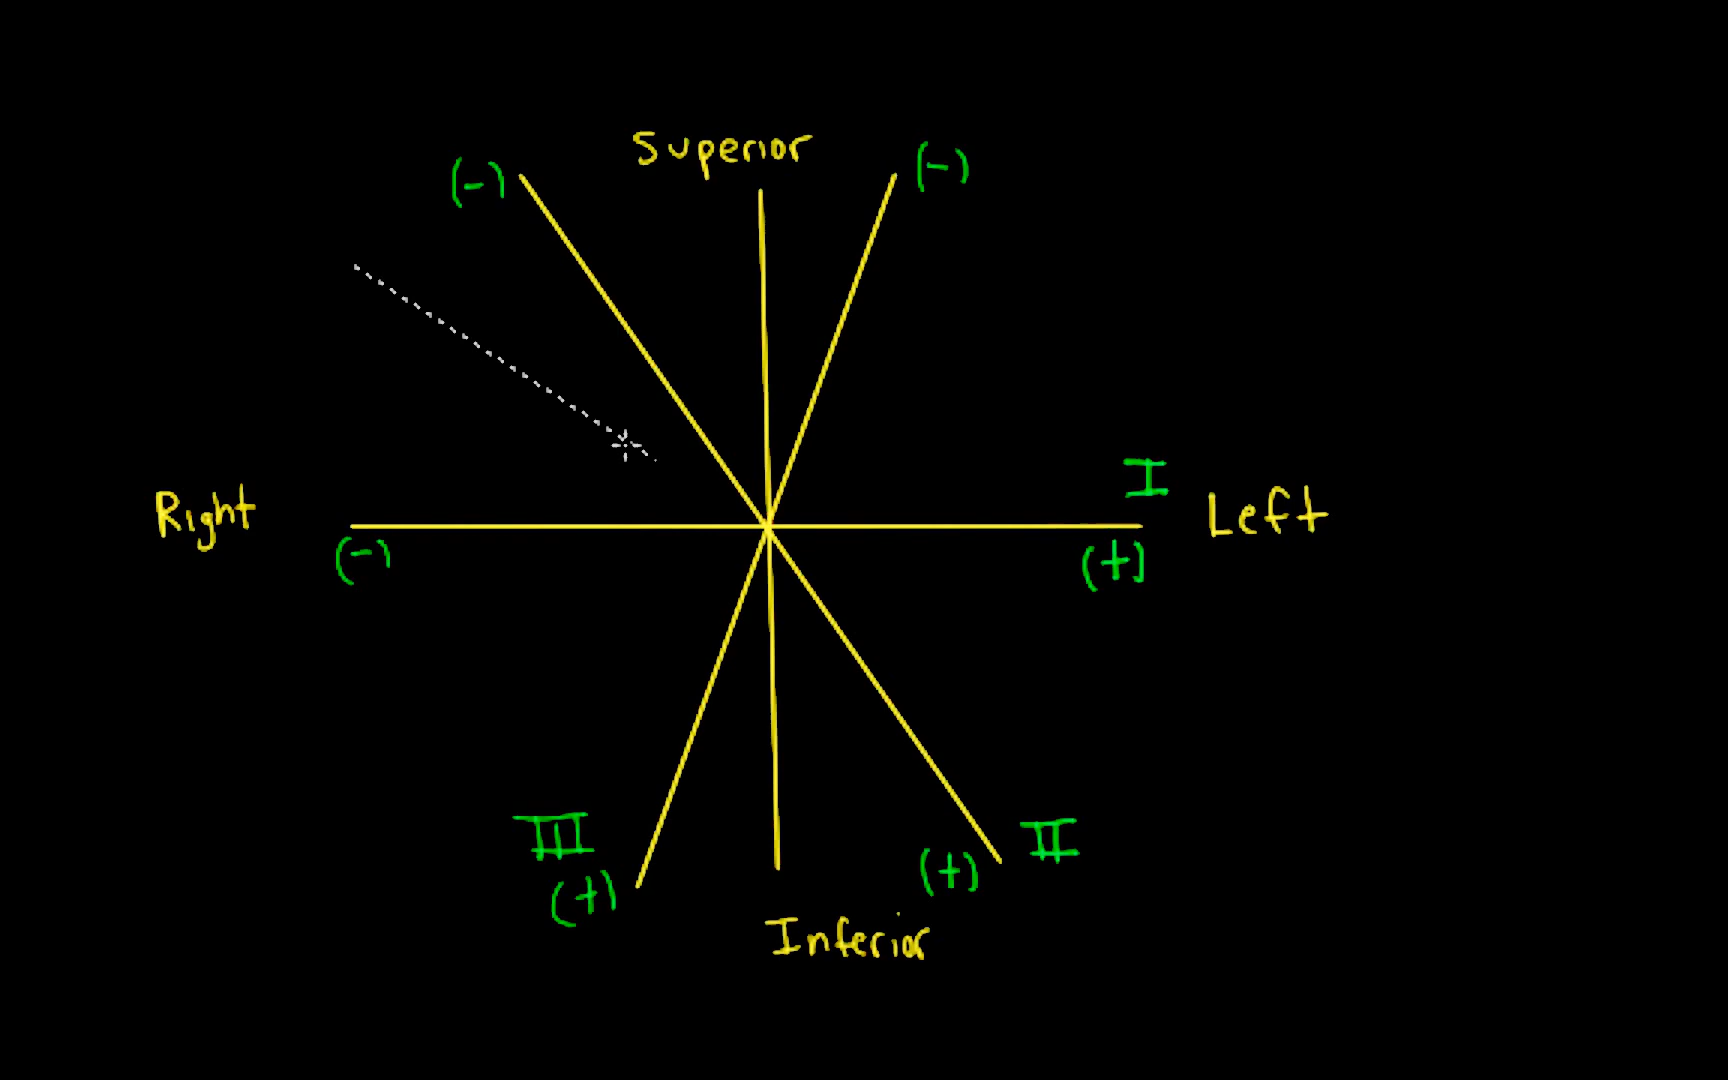 Superior
(-)
(-)
I
Right
Left
(-)
(+)
III
II
(+)
(+)
Inferior